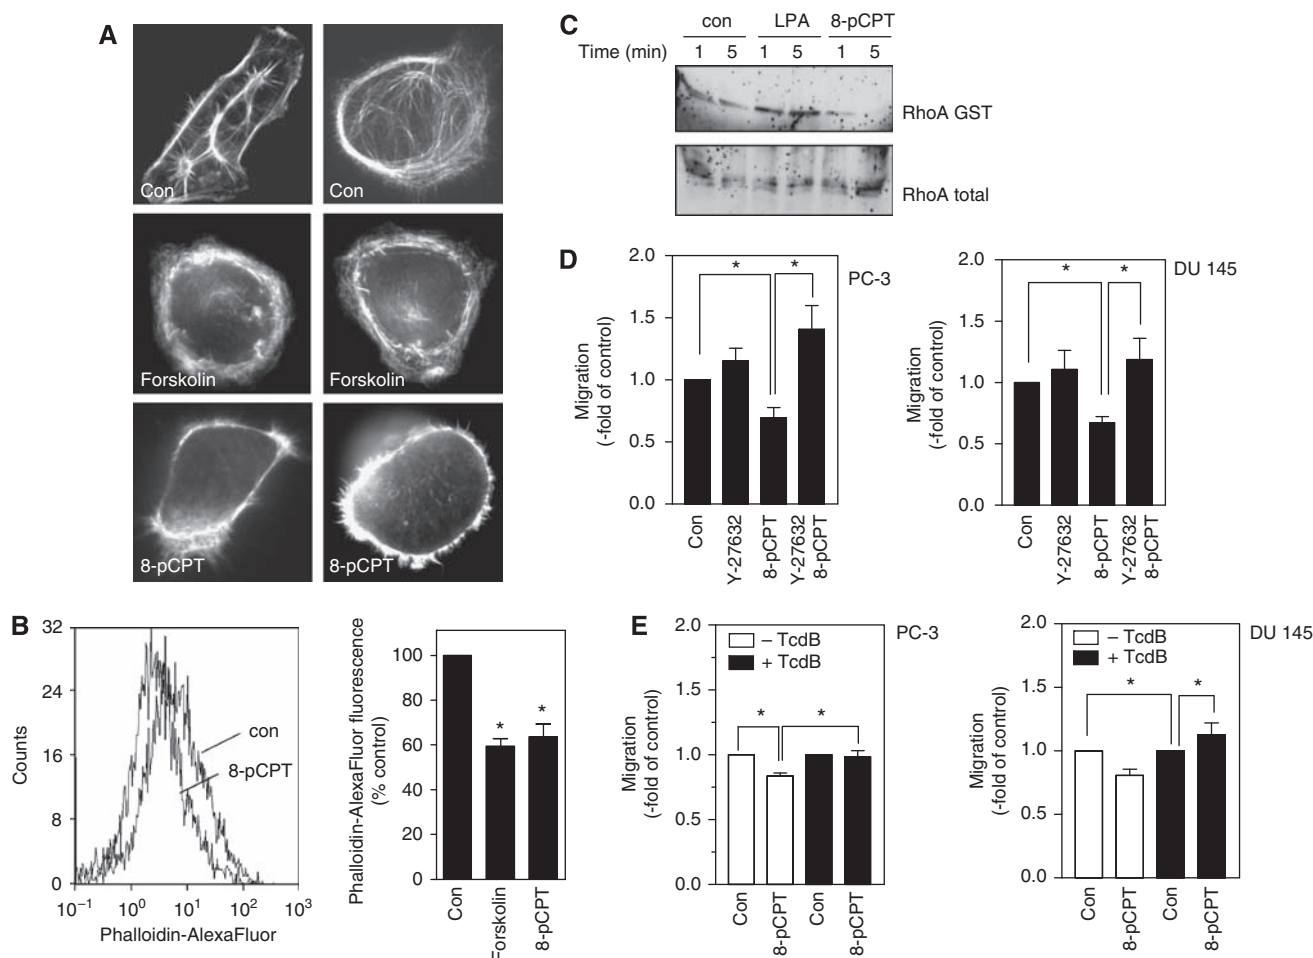 A
Con
Con
Forskolin
Forskolin
8-pCPT
8-pCPT
C
con LPA 8-pCPT
Time (min) 1 5 1 5 1 5
RhoA GST
RhoA total
D
PC-3
Migration
(-fold of control)
2.0
1.5
1.0
0.5
0.0
*
*
Con
Y-27632
8-pCPT
Y-27632
8-pCPT
DU 145
Migration
(-fold of control)
2.0
1.5
1.0
0.5
0.0
*
*
Con
Y-27632
8-pCPT
Y-27632
8-pCPT
B
Counts
32
24
16
8
0
con
8-pCPT
10⁻¹ 10⁰ 10¹ 10² 10³
Phalloidin-AlexaFluor
Phalloidin-AlexaFluor fluorescence
(% control)
100
80
60
40
20
0
*
*
Con
Forskolin
8-pCPT
E
PC-3
Migration
(-fold of control)
2.0
1.5
1.0
0.5
0.0
– TcdB
+ TcdB
*
*
Con
8-pCPT
Con
8-pCPT
DU 145
Migration
(-fold of control)
2.0
1.5
1.0
0.5
0.0
– TcdB
+ TcdB
*
*
Con
8-pCPT
Con
8-pCPT